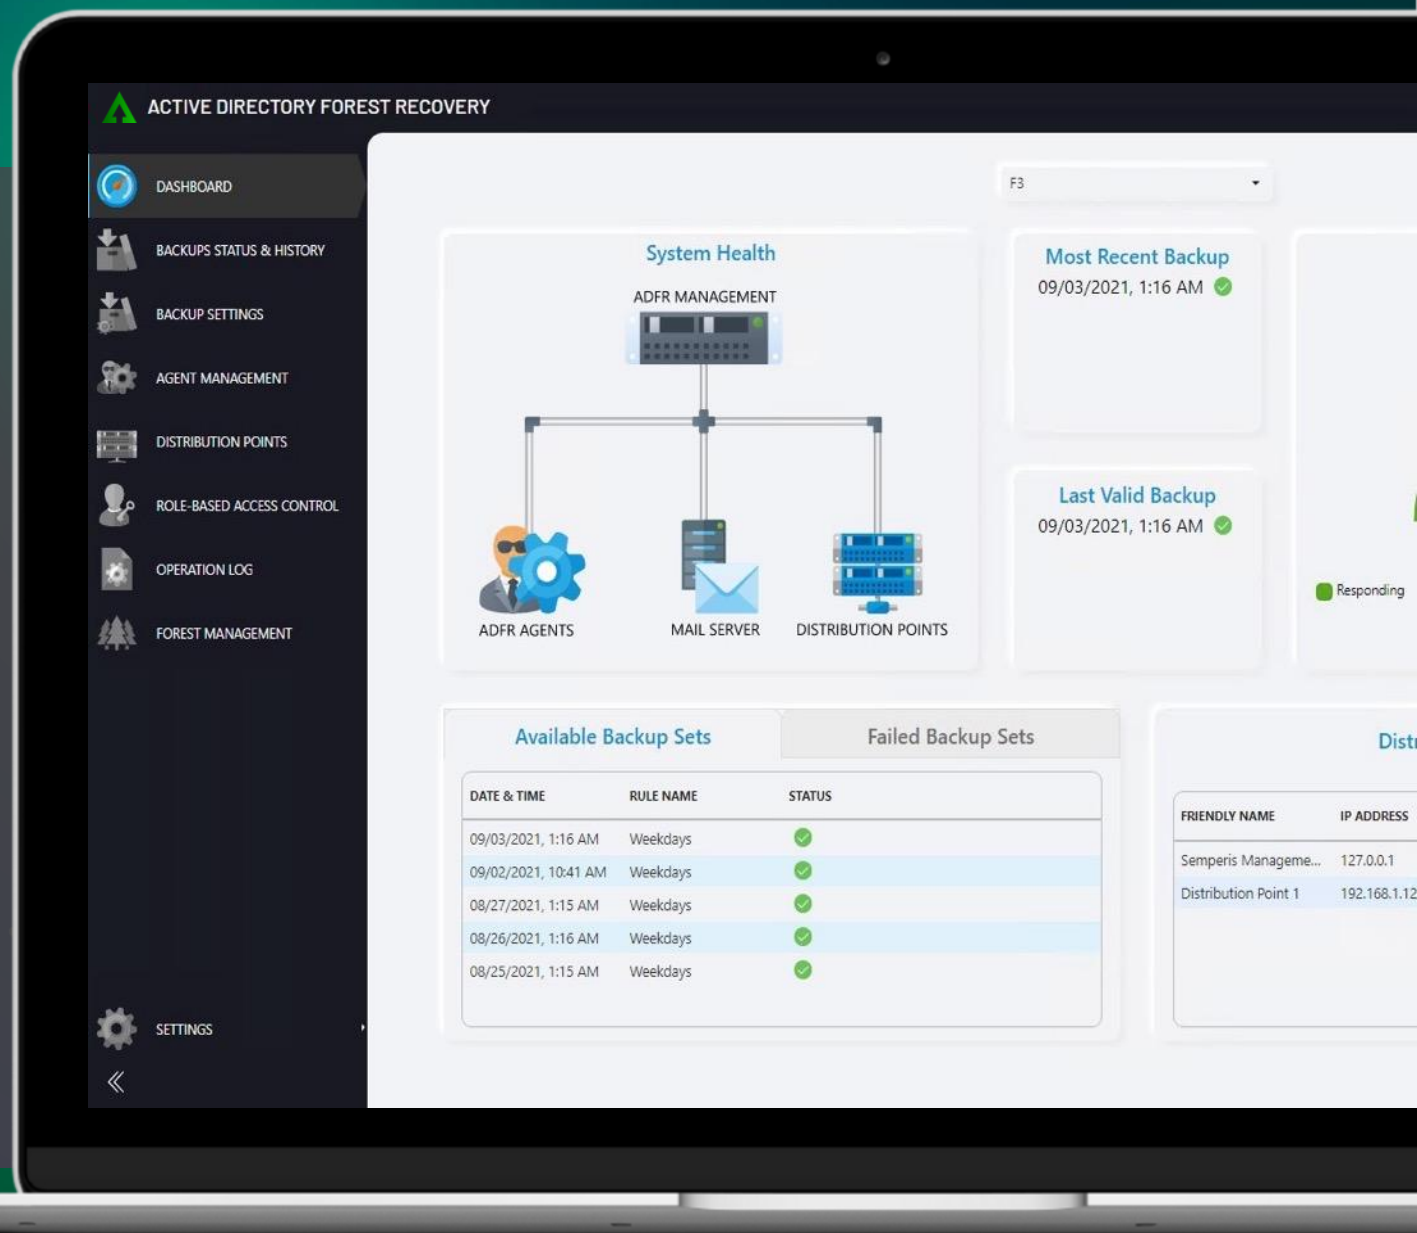 ACTIVE DIRECTORY FOREST RECOVERY
DASHBOARD
BACKUPS STATUS & HISTORY
BACKUP SETTINGS
AGENT MANAGEMENT
DISTRIBUTION POINTS
ROLE-BASED ACCESS CONTROL
OPERATION LOG
FOREST MANAGEMENT
SETTINGS
F3
System Health
ADFR MANAGEMENT
ADFR AGENTS
MAIL SERVER
DISTRIBUTION POINTS
Most Recent Backup
09/03/2021, 1:16 AM
Last Valid Backup
09/03/2021, 1:16 AM
Responding
Available Backup Sets
Failed Backup Sets
DATE & TIME RULE NAME STATUS
09/03/2021, 1:16 AM Weekdays
09/02/2021, 10:41 AM Weekdays
08/27/2021, 1:15 AM Weekdays
08/26/2021, 1:16 AM Weekdays
08/25/2021, 1:15 AM Weekdays
FRIENDLY NAME IP ADDRESS
Semperis Manageme... 127.0.0.1
Distribution Point 1 192.168.1.12